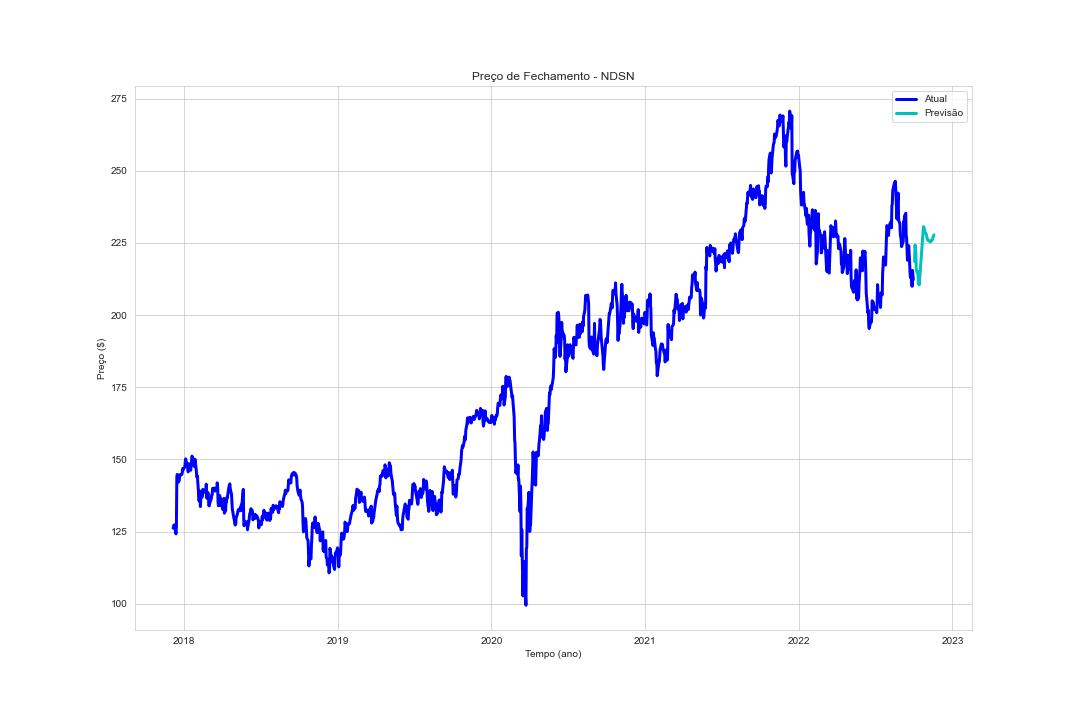 Preço de Fechamento - NDSN
Atual
Previsão
275
250
225
200
175
150
125
100
Preço ($)
2018
2019
2020
2021
2022
2023
Tempo (ano)